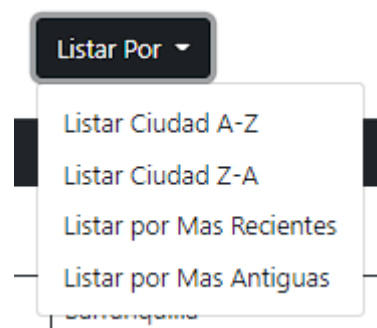 Listar Por
Listar Ciudad A-Z
Listar Ciudad Z-A
Listar por Mas Recientes
Listar por Mas Antiguas